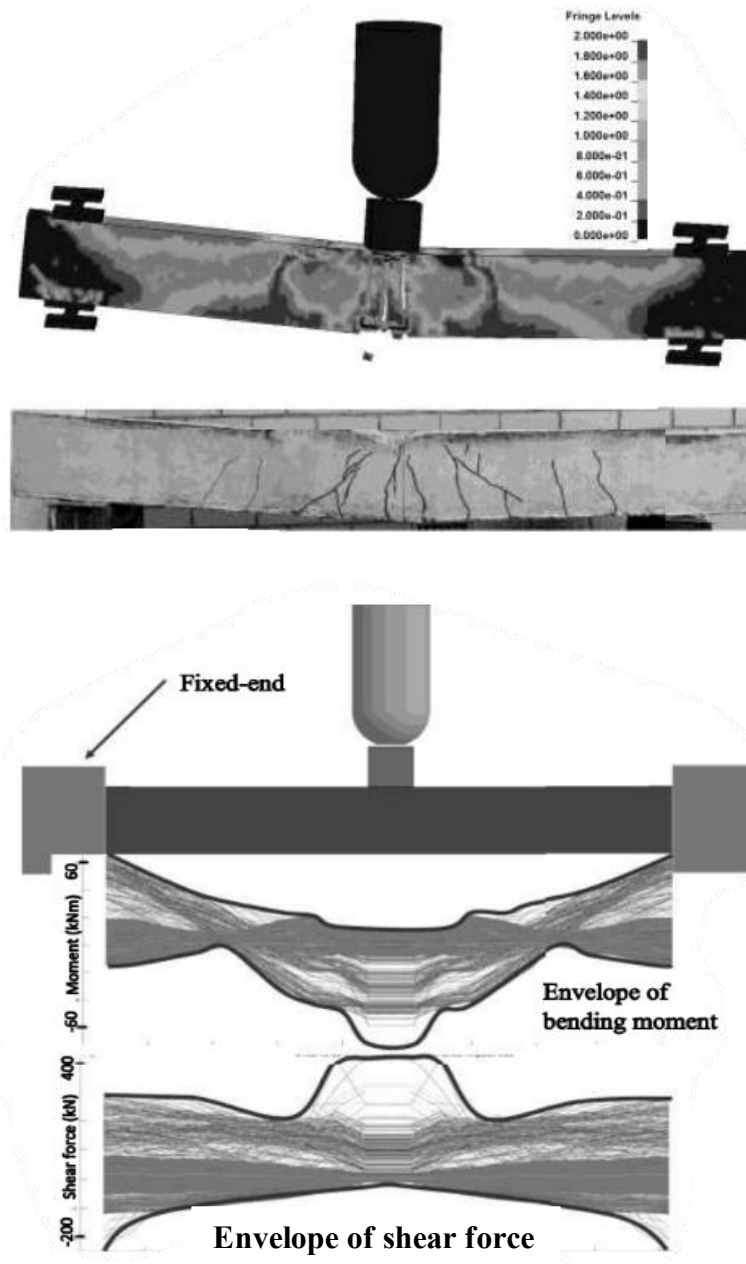 Fringe Levels
2.000e+00
1.800e+00
1.600e+00
1.400e+00
1.200e+00
1.000e+00
8.000e-01
6.000e-01
4.000e-01
2.000e-01
0.000e+00
Fixed-end
60
Moment (kNm)
-60
Envelope of
bending moment
400
Shear force (kN)
-200
Envelope of shear force